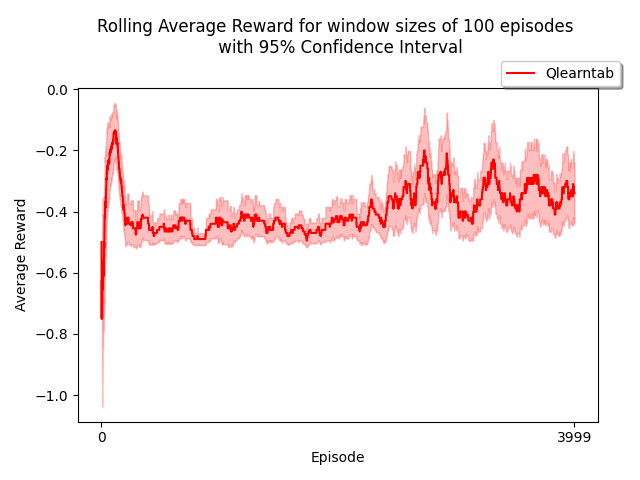 Rolling Average Reward for window sizes of 100 episodes
with 95% Confidence Interval
Qlearntab
0.0
−0.2
−0.4
−0.6
−0.8
−1.0
Average Reward
0
3999
Episode